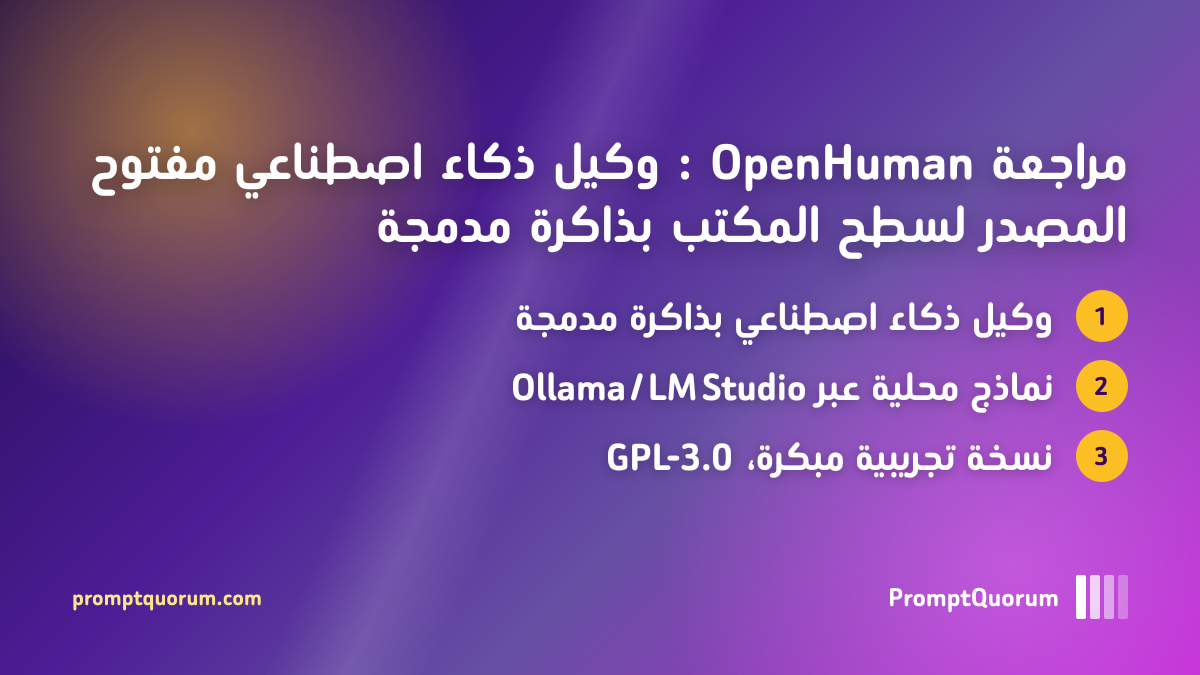 مراجعة OpenHuman : وكيل ذكاء اصطناعي مفتوح
المصدر لسطح المكتب بذاكرة مدمجة
1 وكيل ذكاء اصطناعي بذاكرة مدمجة
2 نماذج محلية عبر Ollama / LM Studio
3 نسخة تجريبية مبكرة، GPL-3.0
PromptQuorum
promptquorum.com